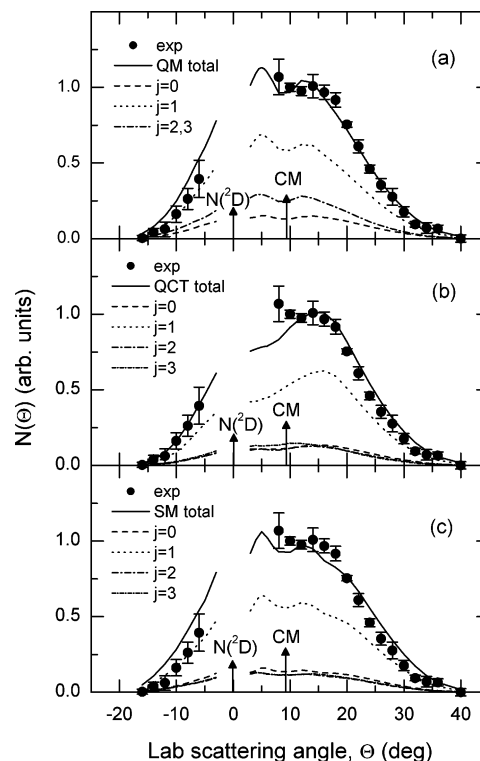 (a)
exp
QM total
j=0
j=1
j=2,3
N(²D)
CM
1.0
0.5
0.0
(b)
exp
QCT total
j=0
j=1
j=2
j=3
N(²D)
CM
1.0
0.5
0.0
N(Θ) (arb. units)
(c)
exp
SM total
j=0
j=1
j=2
j=3
N(²D)
CM
1.0
0.5
0.0
-20 -10 0 10 20 30 40
Lab scattering angle, Θ (deg)